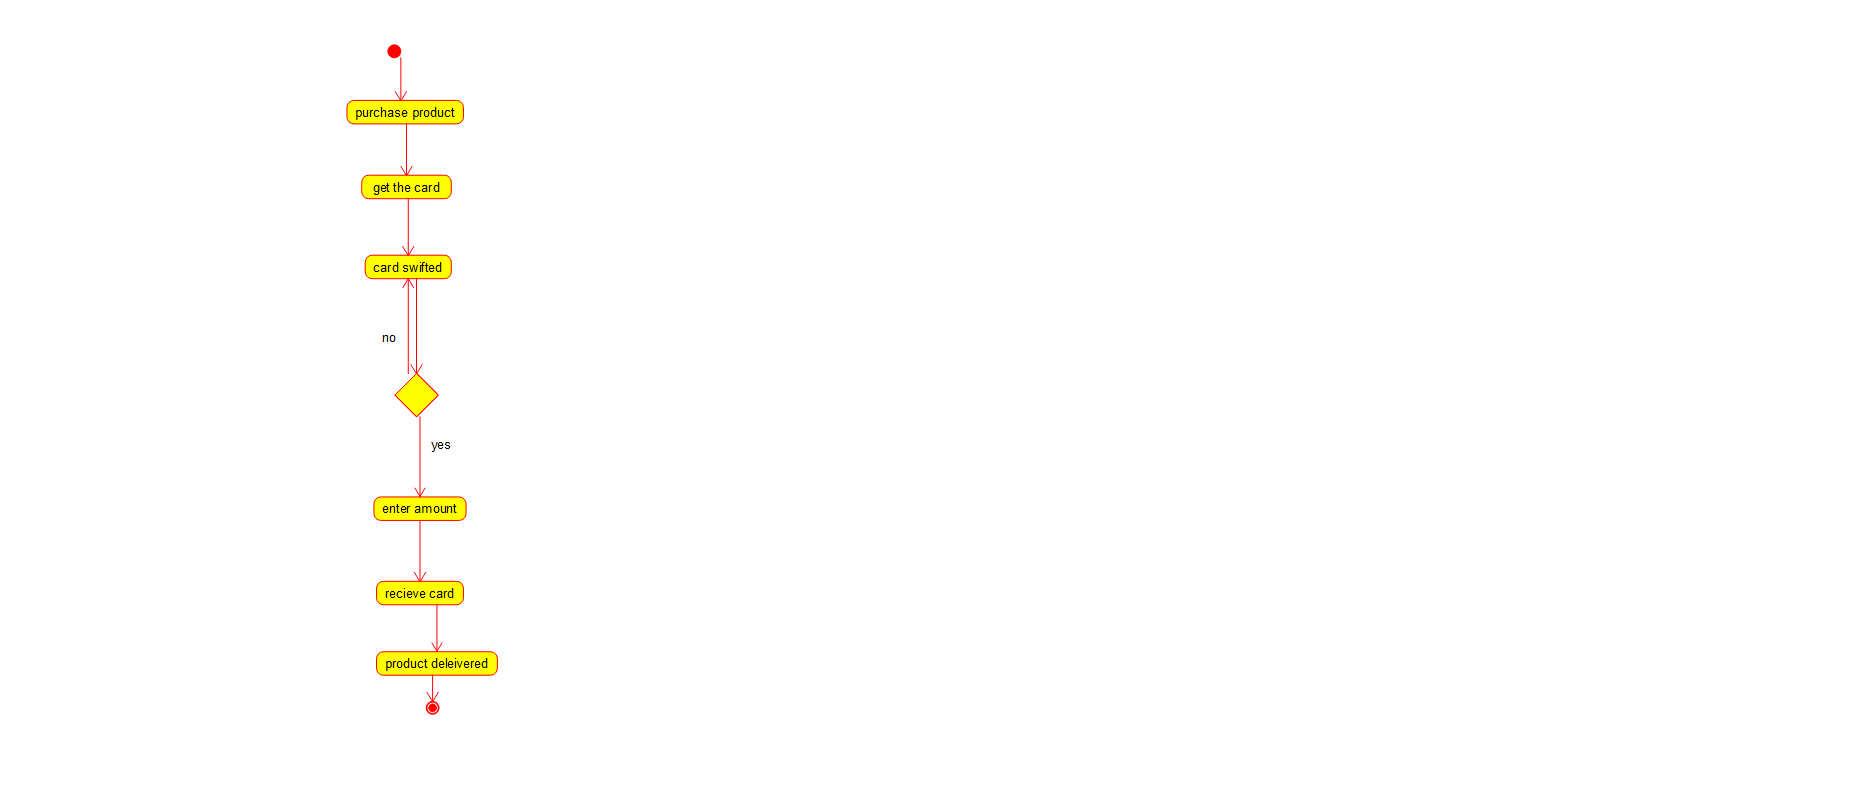 purchase product
get the card
card swifted
no
yes
enter amount
recieve card
product deleivered